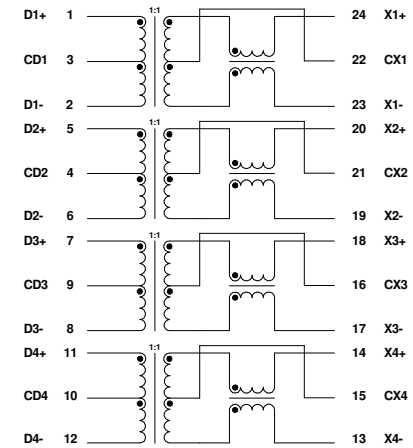 D1+ 1 1:1 24 X1+
CD1 3 22 CX1
D1- 2 23 X1-
D2+ 5 1:1 20 X2+
CD2 4 21 CX2
D2- 6 19 X2-
D3+ 7 1:1 18 X3+
CD3 9 16 CX3
D3- 8 17 X3-
D4+ 11 1:1 14 X4+
CD4 10 15 CX4
D4- 12 13 X4-